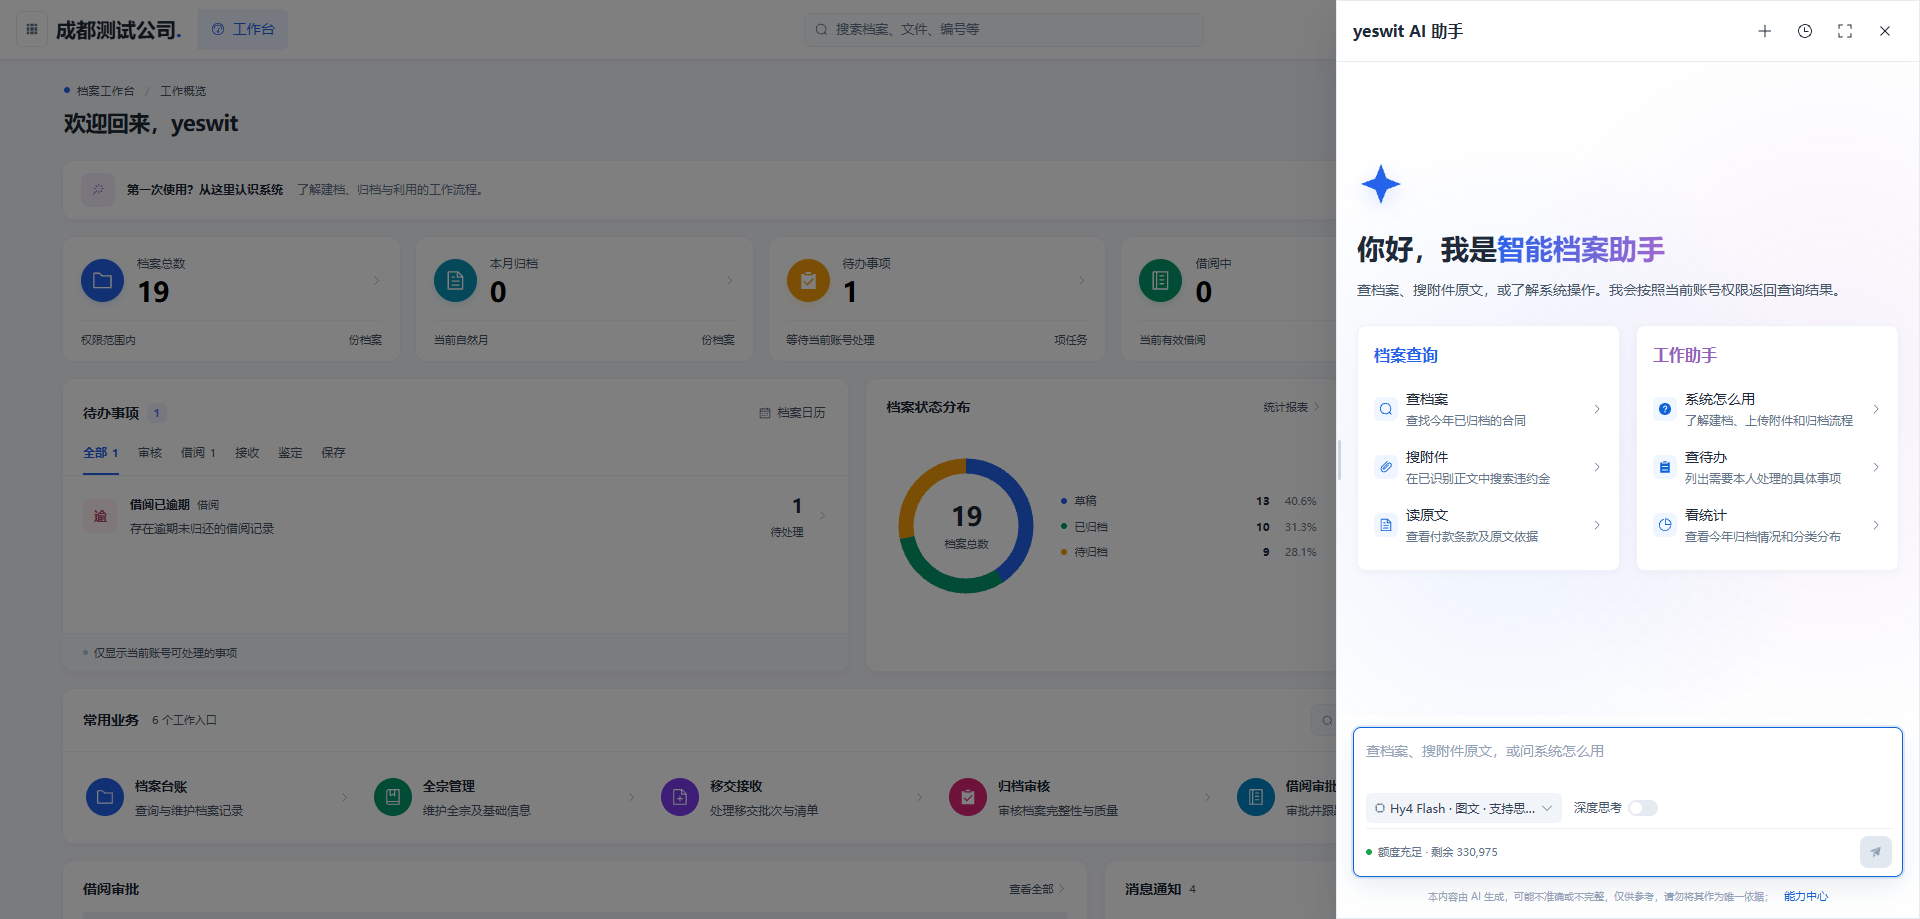 成都测试公司.
工作台
搜索档案、文件、编号等
档案工作台 / 工作概览
欢迎回来，yeswit
第一次使用？从这里认识系统 了解建档、归档与利用的工作流程。
档案总数
19
权限范围内 份档案
本月归档
0
当前自然月 份档案
待办事项
1
等待当前账号处理 项任务
借阅中
0
当前有效借阅
待办事项 1
档案日历
全部 1 审核 借阅 1 接收 鉴定 保存
逾
借阅已逾期 借阅
存在逾期未归还的借阅记录
1
待处理
仅显示当前账号可处理的事项
档案状态分布
统计报表
19
档案总数
草稿 13 40.6%
已归档 10 31.3%
待归档 9 28.1%
常用业务 6 个工作入口
档案台账
查询与维护档案记录
全宗管理
维护全宗及基础信息
移交接收
处理移交批次与清单
归档审核
审核档案完整性与质量
借阅审批
审批并跟
借阅审批
查看全部
消息通知 4
yeswit AI 助手
你好，我是智能档案助手
查档案、搜附件原文，或了解系统操作。我会按照当前账号权限返回查询结果。
档案查询
查档案
查找今年已归档的合同
搜附件
在已识别正文中搜索违约金
读原文
查看付款条款及原文依据
工作助手
系统怎么用
了解建档、上传附件和归档流程
查待办
列出需要本人处理的具体事项
看统计
查看今年归档情况和分类分布
查档案、搜附件原文，或问系统怎么用
Hy4 Flash · 图文 · 支持思...
深度思考
额度充足 · 剩余 330,975
本内容由 AI 生成，可能不准确或不完整，仅供参考，请勿将其作为唯一依据； 能力中心